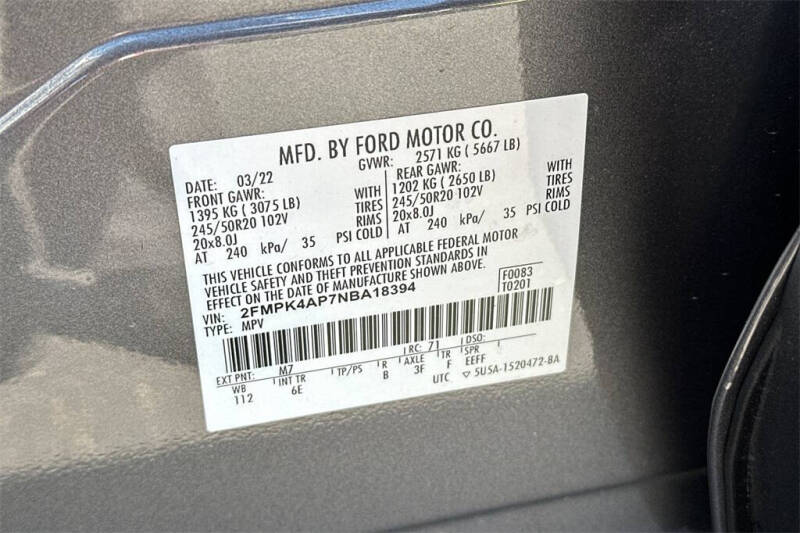 MFD. BY FORD MOTOR CO.
DATE: 03/22 GVWR: 2571 KG ( 5667 LB)
FRONT GAWR: WITH REAR GAWR: WITH
1395 KG ( 3075 LB) TIRES 1202 KG ( 2650 LB) TIRES
245/50R20 102V RIMS 245/50R20 102V RIMS
20x8.0J 20x8.0J
AT 240 kPa/ 35 PSI COLD AT 240 kPa/ 35 PSI COLD
THIS VEHICLE CONFORMS TO ALL APPLICABLE FEDERAL MOTOR
VEHICLE SAFETY AND THEFT PREVENTION STANDARDS IN
EFFECT ON THE DATE OF MANUFACTURE SHOWN ABOVE.
VIN: 2FMPK4AP7NBA18394 F0083
TYPE: MPV T0201
EXT PNT: M7 RC: 71 DSO:
WB INT TR TP/PS R AXLE TR SPR
112 6E B 3F F EEFF
UTC ▽ 5U5A-1520472-BA